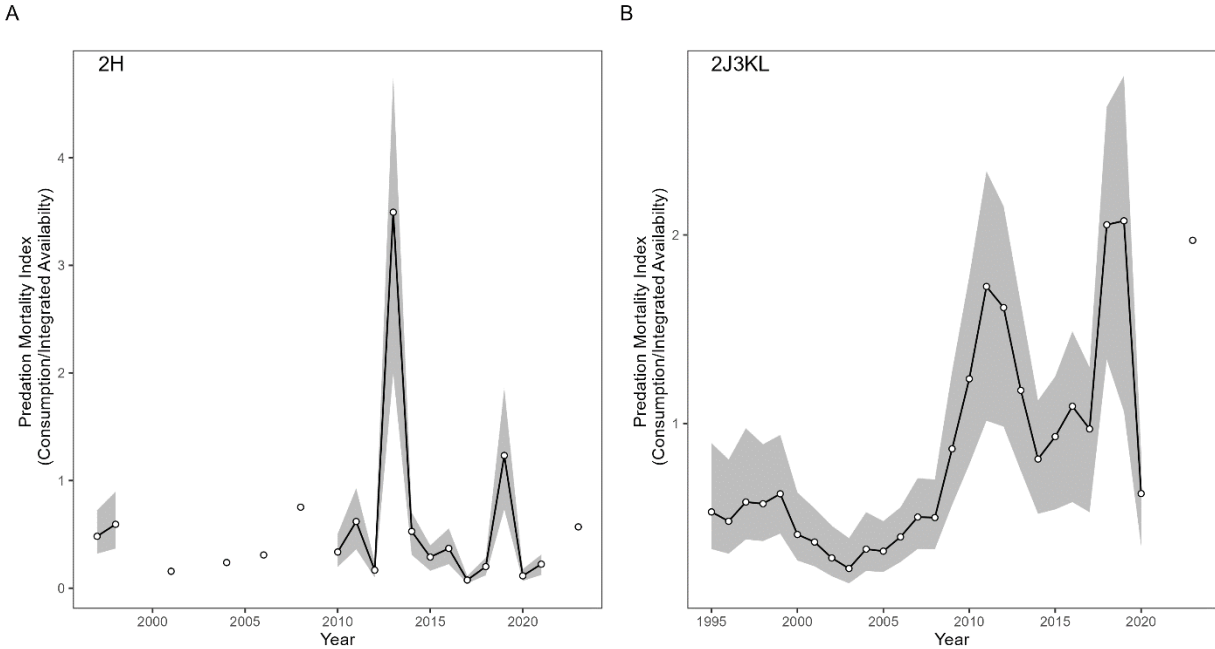 A
2H
Predation Mortality Index
(Consumption/Integrated Availabilty)
4
3
2
1
0
2000
2005
2010
2015
2020
Year
B
2J3KL
Predation Mortality Index
(Consumption/Integrated Availabilty)
2
1
1995
2000
2005
2010
2015
2020
Year